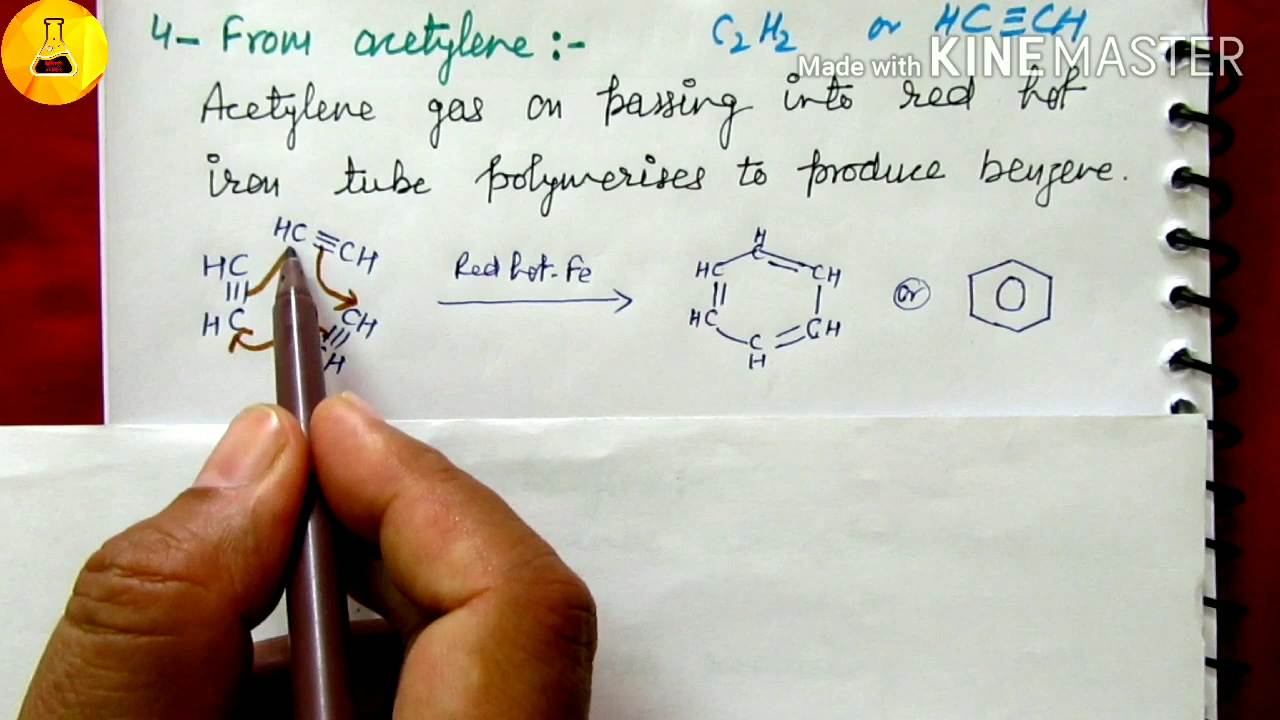 4- From acetylene :- C₂H₂ or HC≡CH
Made with KINEMASTER
Acetylene gas on passing into red hot
iron tube polymerises to produce benzene.
HC≡CH
HC
|||
HC
CH
CH
Red hot-Fe
H
C
HC
CH
HC
CH
C
H
or